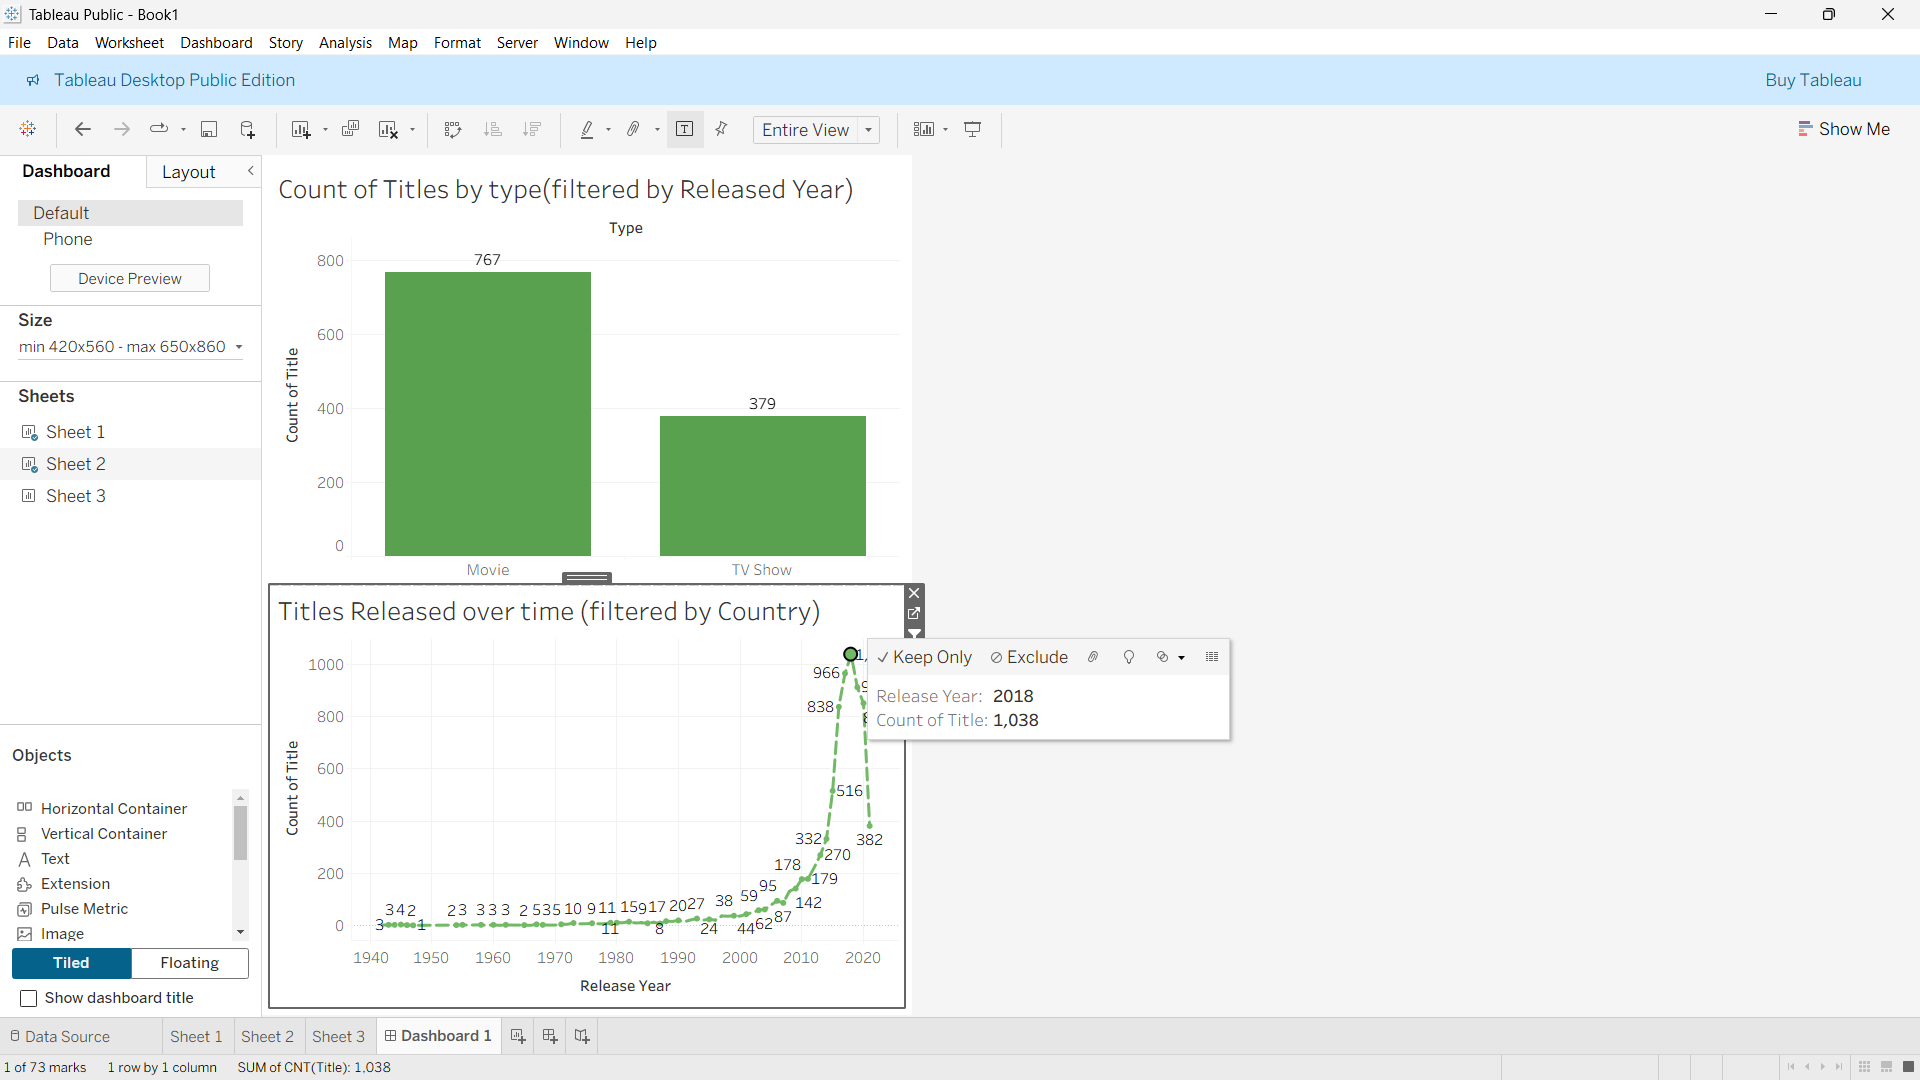 Tableau Public - Book1
File Data Worksheet Dashboard Story Analysis Map Format Server Window Help
Tableau Desktop Public Edition Buy Tableau
Entire View Show Me
Dashboard Layout
Default
Phone
Device Preview
Size
min 420x560 - max 650x860
Sheets
Sheet 1
Sheet 2
Sheet 3
Objects
Horizontal Container
Vertical Container
Text
Extension
Pulse Metric
Image
Tiled Floating
Show dashboard title
Count of Titles by type(filtered by Released Year)
Type
Count of Title
800
600
400
200
0
767
379
Movie TV Show
Titles Released over time (filtered by Country)
Count of Title
1000
800
600
400
200
0
966
838
516
332
382
270
178
179
95
59
142
3 4 2 2 3 3 3 3 2 5 3 5 10 9 11 15 9 17 20 27 38
3 1 11 8 24 44 62 87
1940 1950 1960 1970 1980 1990 2000 2010 2020
Release Year
Keep Only Exclude
Release Year: 2018
Count of Title: 1,038
Data Source Sheet 1 Sheet 2 Sheet 3 Dashboard 1
1 of 73 marks 1 row by 1 column SUM of CNT(Title): 1,038